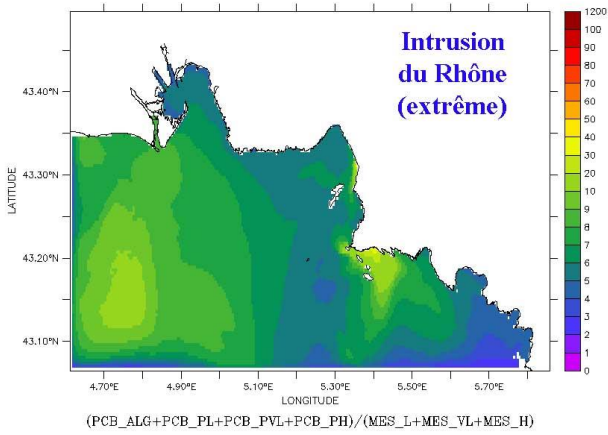 Intrusion
du Rhône
(extrême)
43.40°N
43.30°N
43.20°N
43.10°N
LATITUDE
4.70°E 4.90°E 5.10°E 5.30°E 5.50°E 5.70°E
LONGITUDE
(PCB_ALG+PCB_PL+PCB_PVL+PCB_PH)/(MES_L+MES_VL+MES_H)
1200
100
90
80
70
60
50
40
30
20
10
9
8
7
6
5
4
3
2
1
0